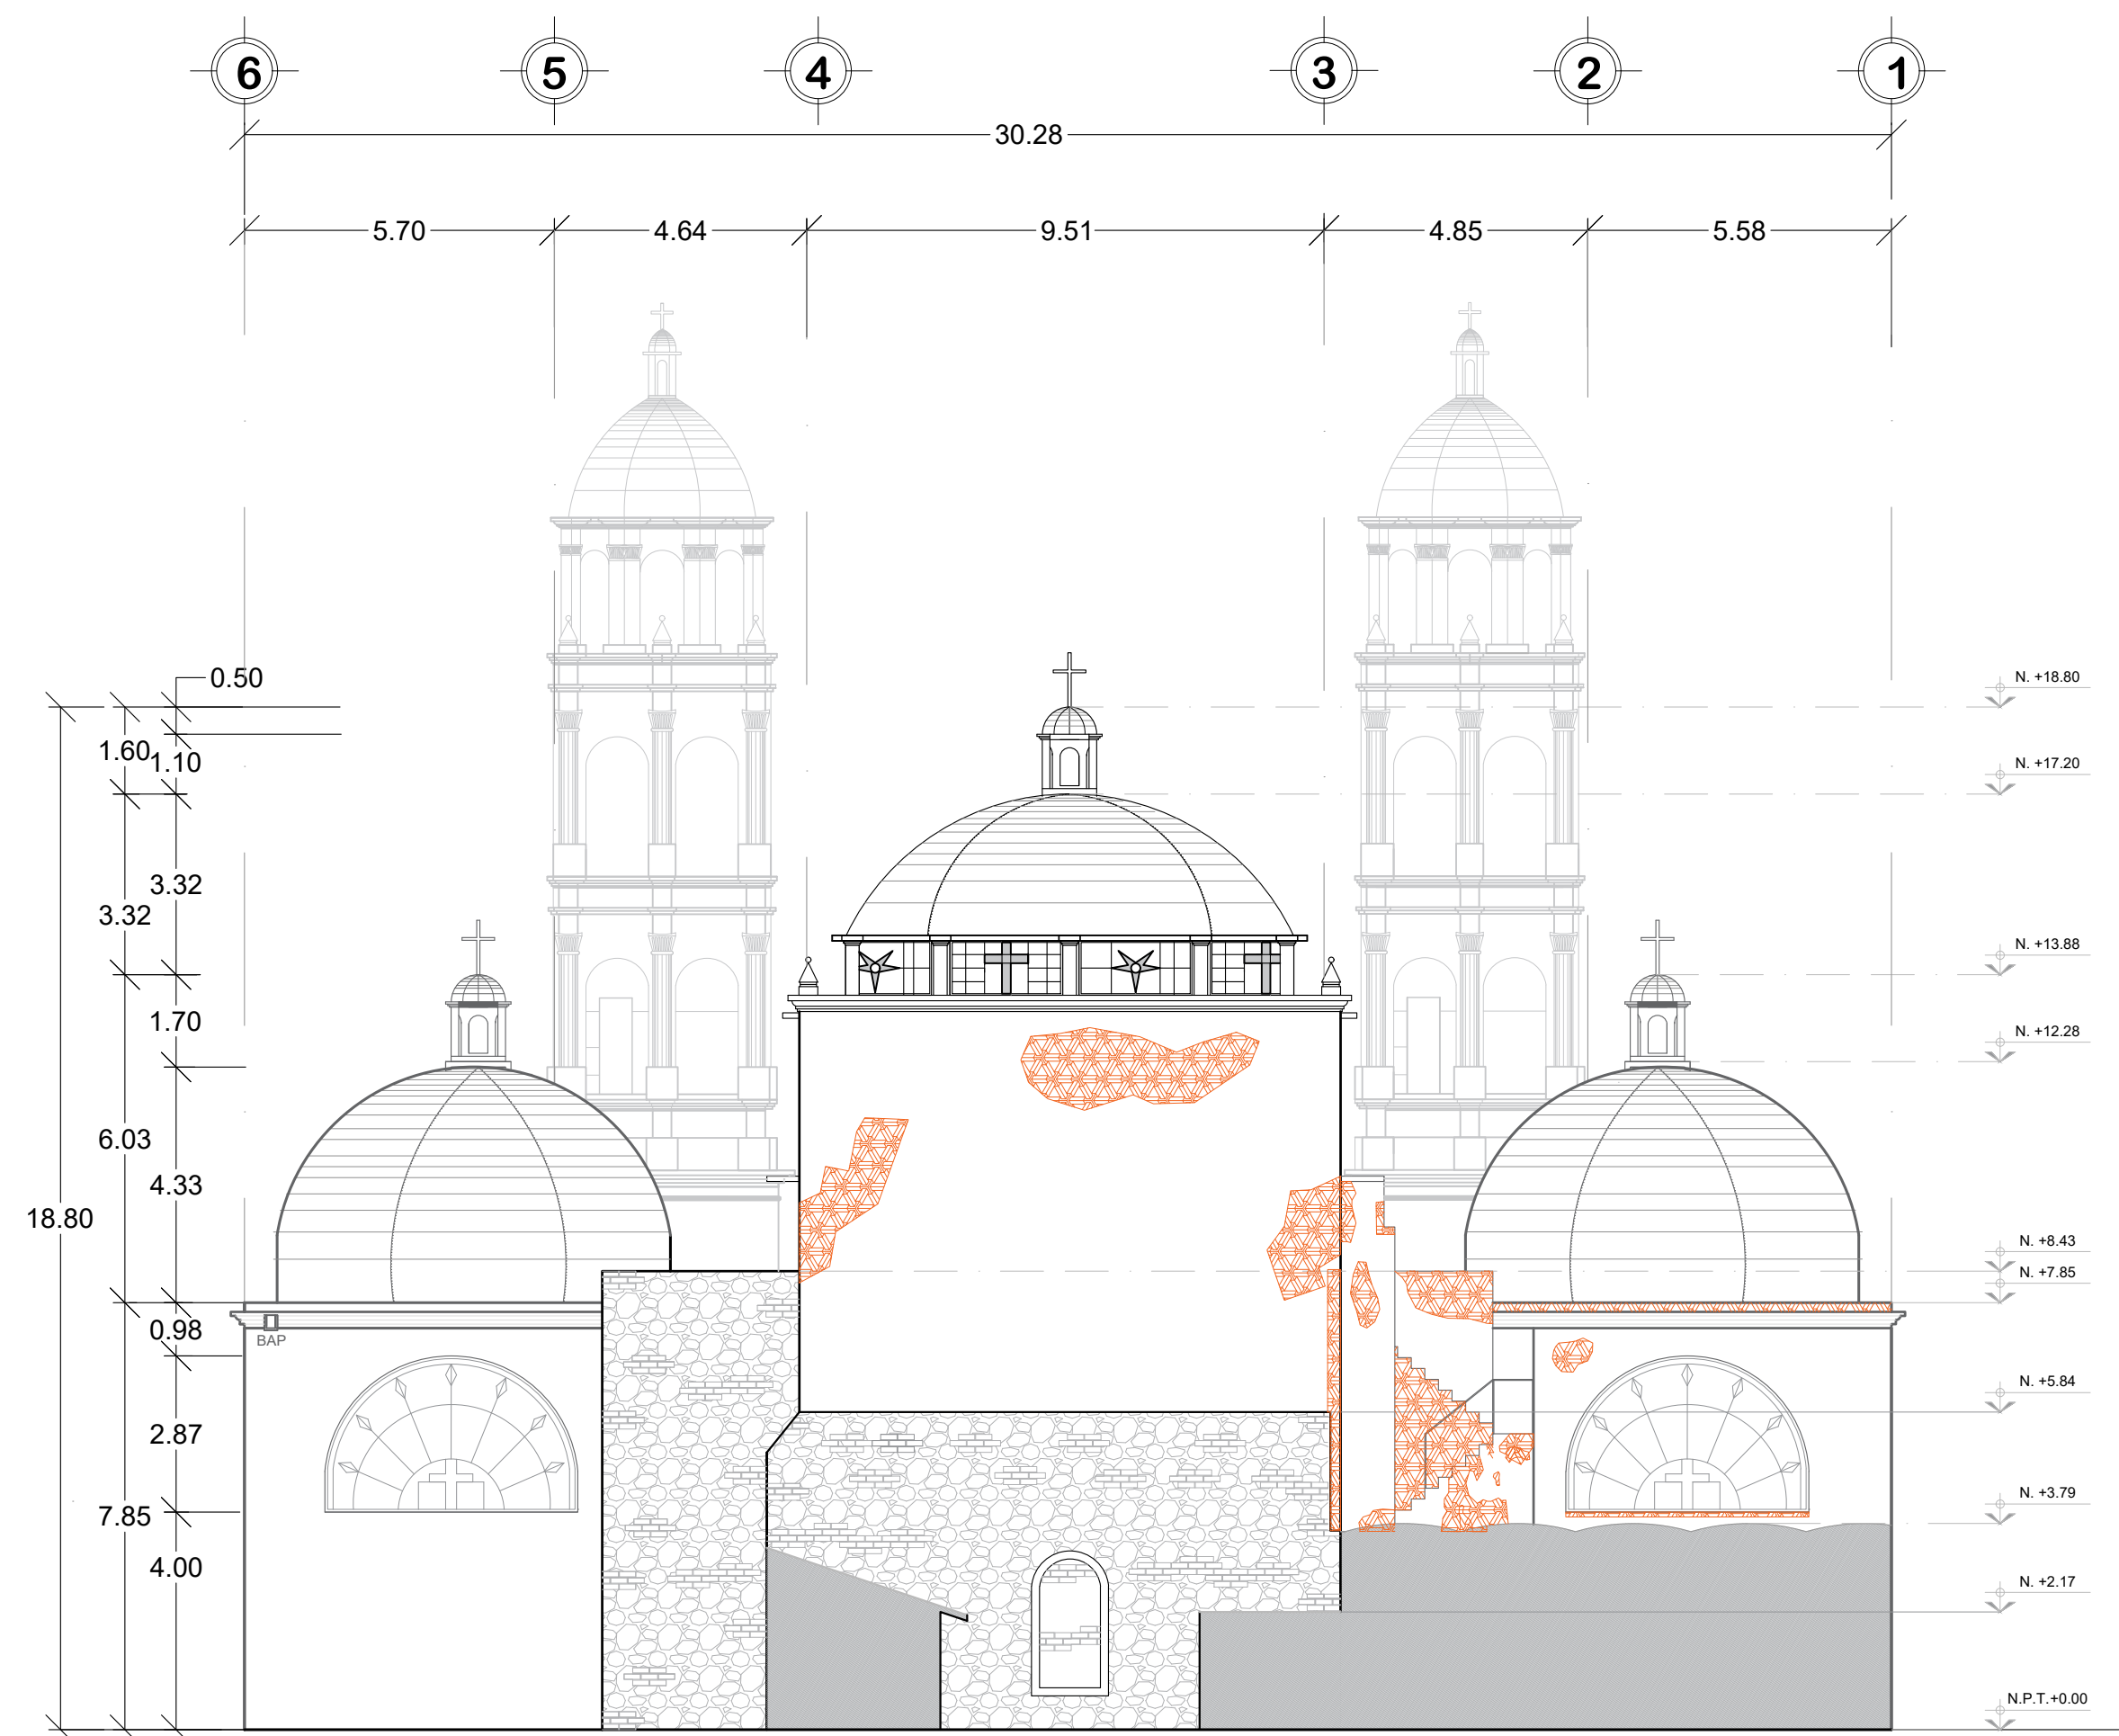 6 5 4 3 2 1
30.28
5.70 4.64 9.51 4.85 5.58
0.50
N. +18.80
1.60
1.10
N. +17.20
3.32
3.32
N. +13.88
1.70
N. +12.28
6.03
4.33
18.80
N. +8.43
N. +7.85
0.98
BAP
N. +5.84
2.87
N. +3.79
7.85
4.00
N. +2.17
N.P.T.+0.00